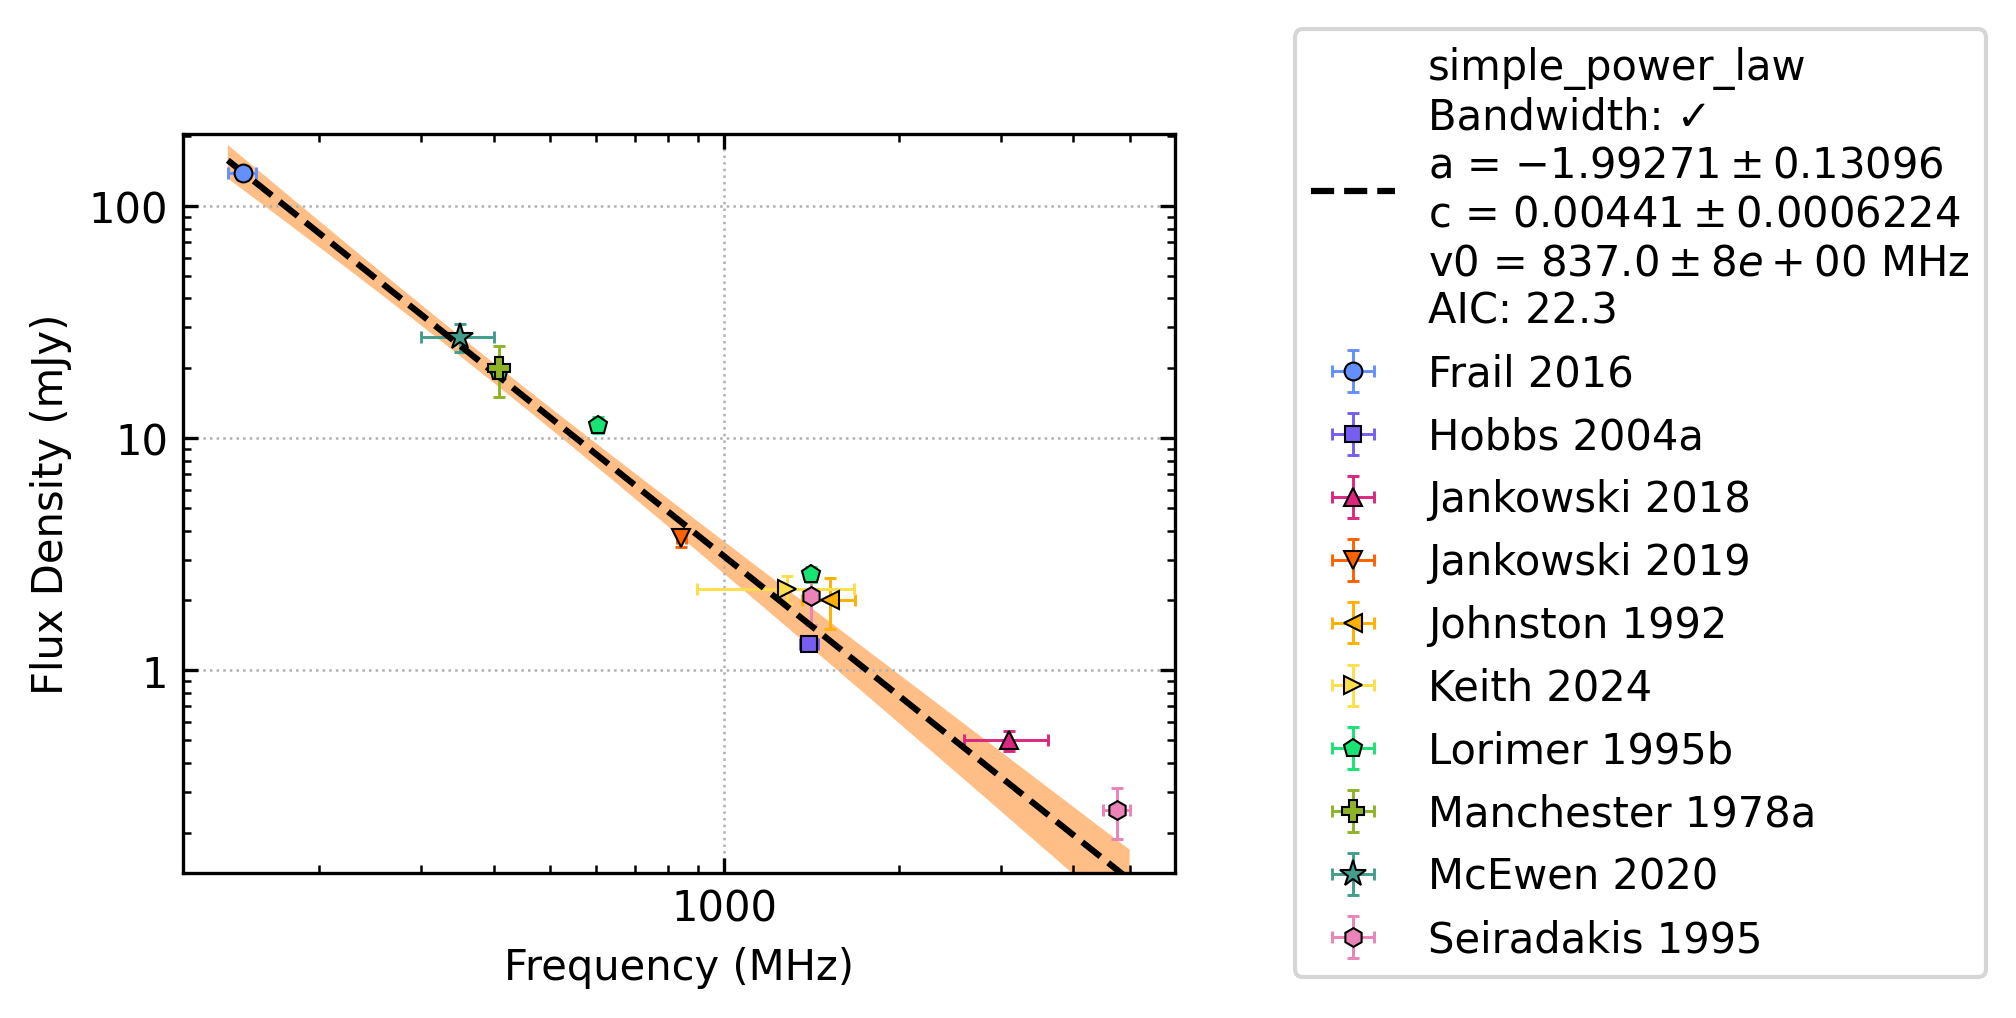 100
10
1
Flux Density (mJy)
1000
Frequency (MHz)
simple_power_law
Bandwidth: ✓
a = −1.99271 ± 0.13096
c = 0.00441 ± 0.0006224
v0 = 837.0 ± 8e + 00 MHz
AIC: 22.3
Frail 2016
Hobbs 2004a
Jankowski 2018
Jankowski 2019
Johnston 1992
Keith 2024
Lorimer 1995b
Manchester 1978a
McEwen 2020
Seiradakis 1995